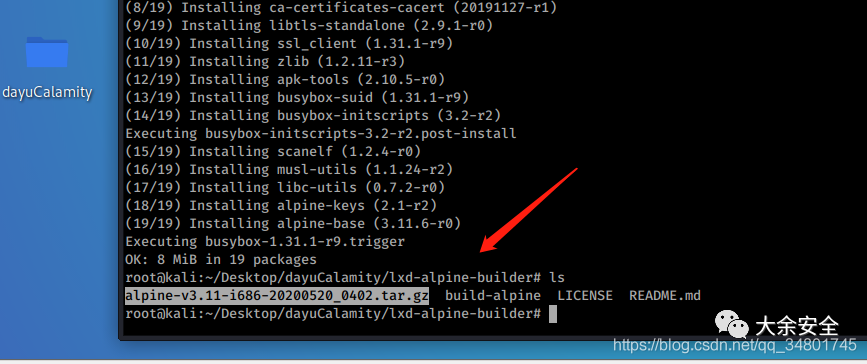 (8/19) Installing ca-certificates-cacert (20191127-r1)
(9/19) Installing libtls-standalone (2.9.1-r0)
(10/19) Installing ssl_client (1.31.1-r9)
(11/19) Installing zlib (1.2.11-r3)
(12/19) Installing apk-tools (2.10.5-r0)
(13/19) Installing busybox-suid (1.31.1-r9)
(14/19) Installing busybox-initscripts (3.2-r2)
Executing busybox-initscripts-3.2-r2.post-install
(15/19) Installing scanelf (1.2.4-r0)
(16/19) Installing musl-utils (1.1.24-r2)
(17/19) Installing libc-utils (0.7.2-r0)
(18/19) Installing alpine-keys (2.1-r2)
(19/19) Installing alpine-base (3.11.6-r0)
Executing busybox-1.31.1-r9.trigger
OK: 8 MiB in 19 packages
root@kali:~/Desktop/dayuCalamity/lxd-alpine-builder# ls
alpine-v3.11-i686-20200520_0402.tar.gz  build-alpine  LICENSE  README.md
root@kali:~/Desktop/dayuCalamity/lxd-alpine-builder#
dayuCalamity
大余安全
https://blog.csdn.net/qq_34801745